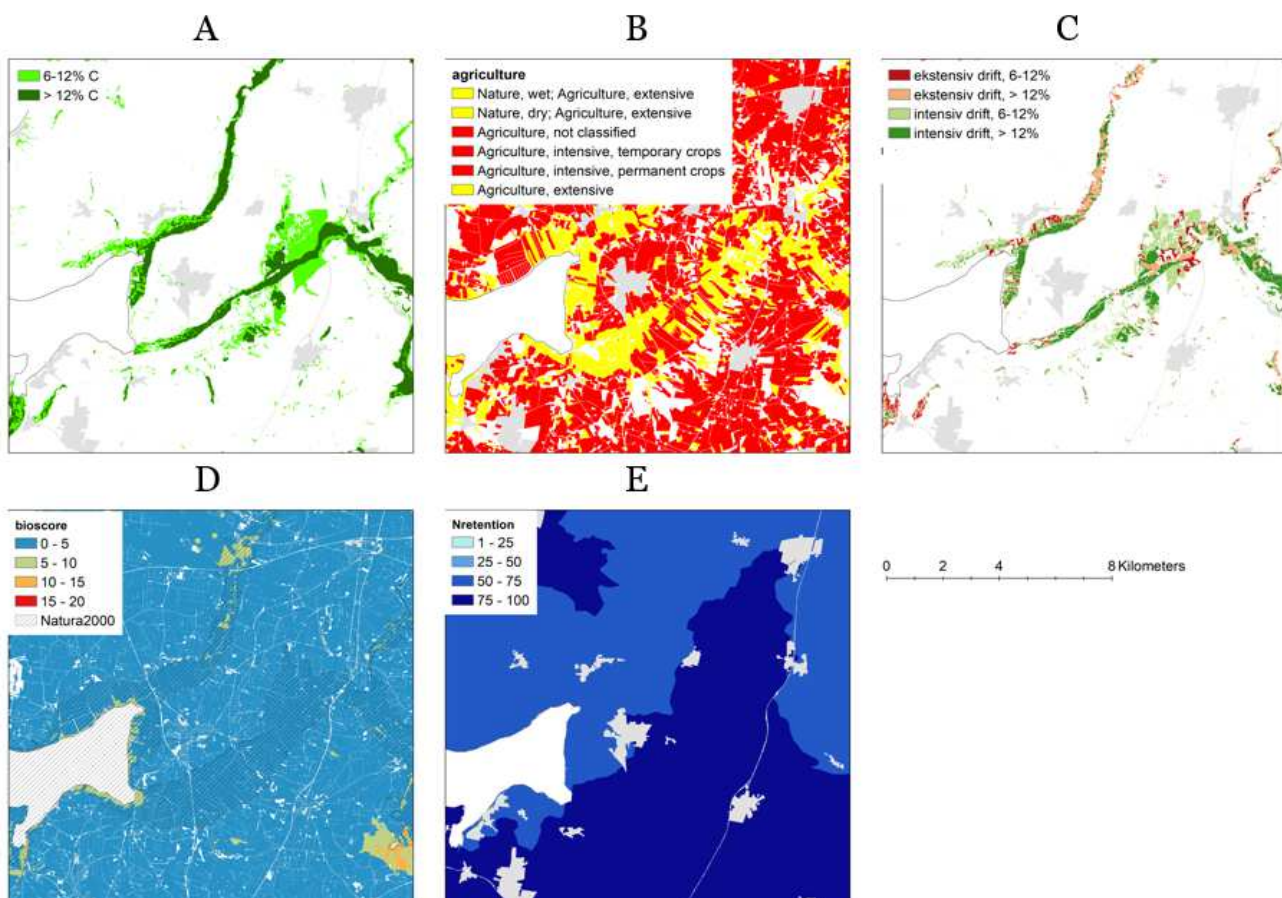 A
B
C
6-12% C
> 12% C
agriculture
Nature, wet; Agriculture, extensive
Nature, dry; Agriculture, extensive
Agriculture, not classified
Agriculture, intensive, temporary crops
Agriculture, intensive, permanent crops
Agriculture, extensive
ekstensiv drift, 6-12%
ekstensiv drift, > 12%
intensiv drift, 6-12%
intensiv drift, > 12%
D
E
bioscore
0 - 5
5 - 10
10 - 15
15 - 20
Natura2000
Nretention
1 - 25
25 - 50
50 - 75
75 - 100
0 2 4 8 Kilometers